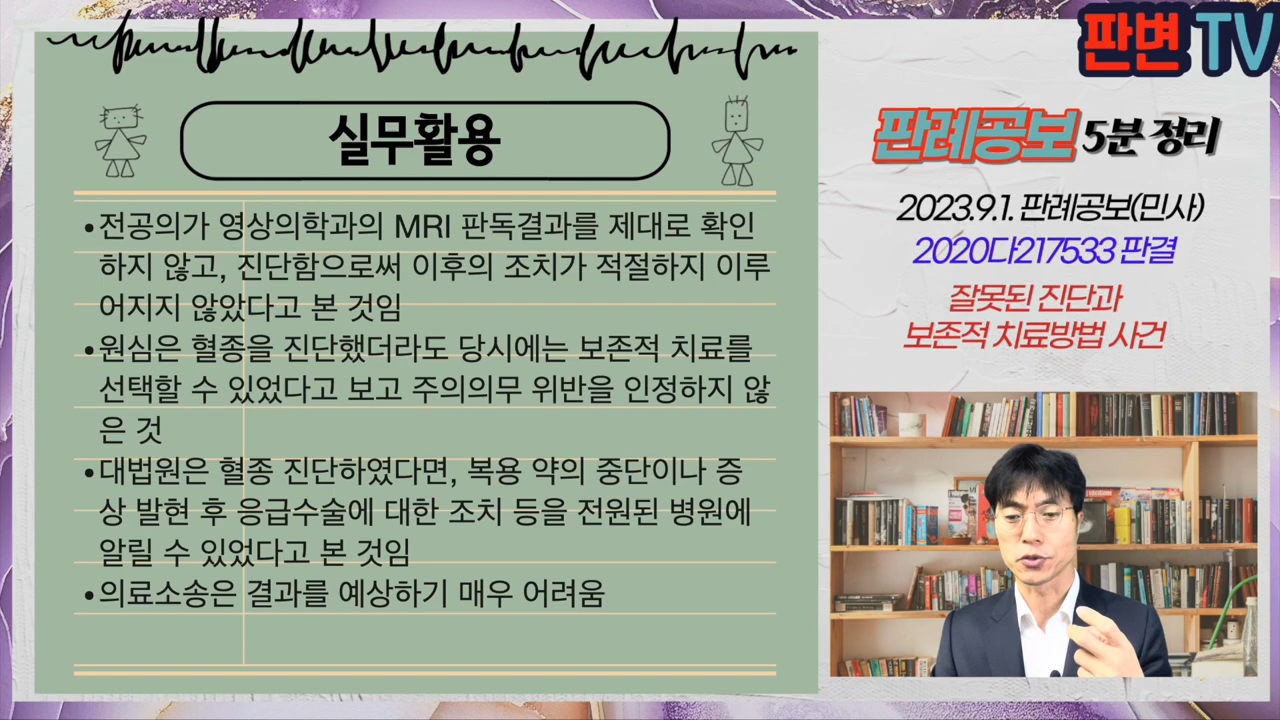 판변 TV
실무활용
•전공의가 영상의학과의 MRI 판독결과를 제대로 확인
하지 않고, 진단함으로써 이후의 조치가 적절하지 이루
어지지 않았다고 본 것임
•원심은 혈종을 진단했더라도 당시에는 보존적 치료를
선택할 수 있었다고 보고 주의의무 위반을 인정하지 않
은 것
•대법원은 혈종 진단하였다면, 복용 약의 중단이나 증
상 발현 후 응급수술에 대한 조치 등을 전원된 병원에
알릴 수 있었다고 본 것임
•의료소송은 결과를 예상하기 매우 어려움
판례공보 5분 정리
2023.9.1. 판례공보(민사)
2020다217533 판결
잘못된 진단과
보존적 치료방법 사건